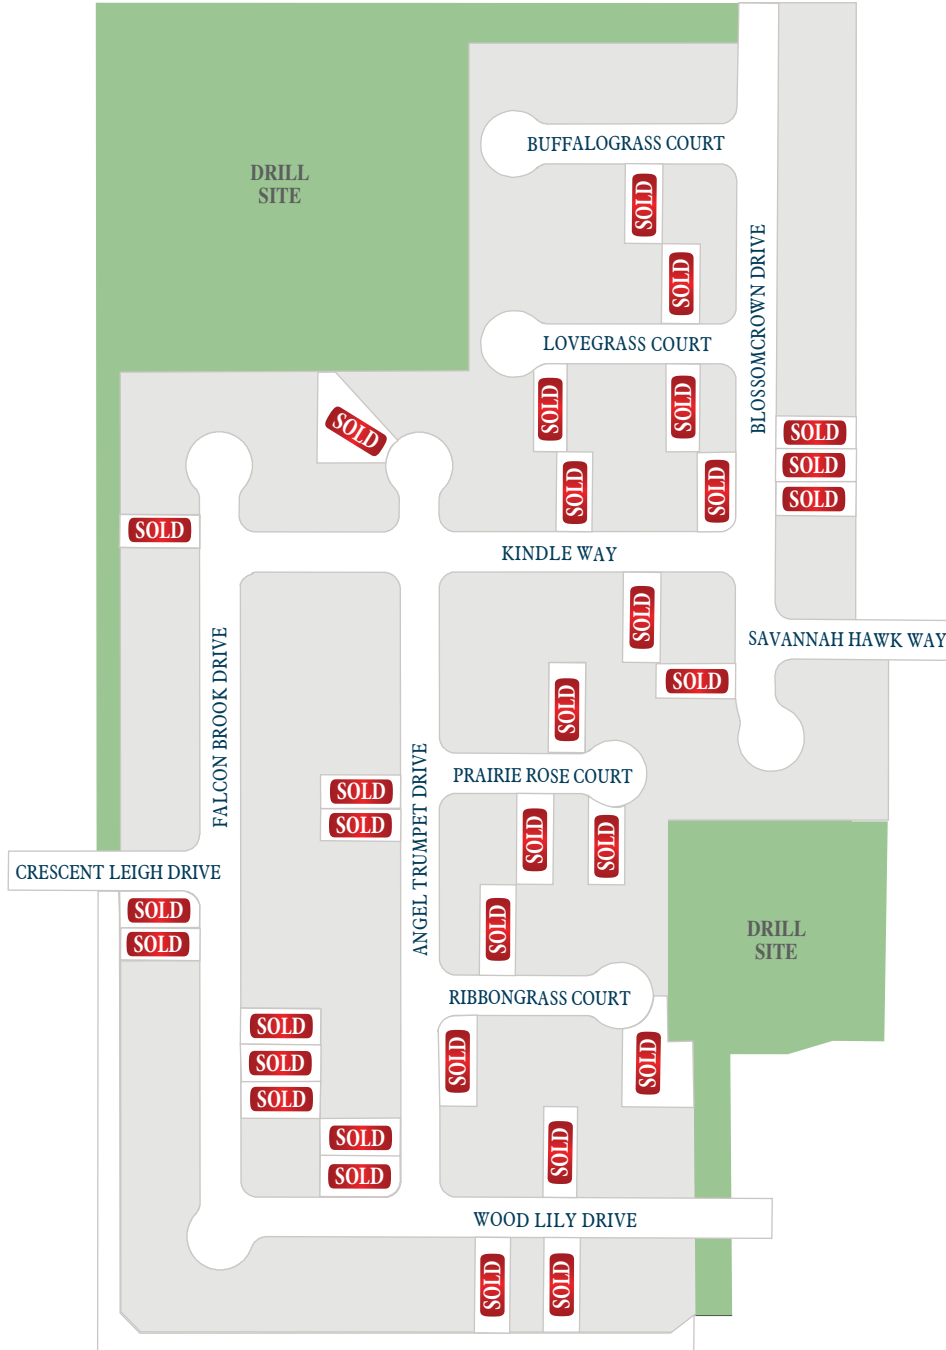 BUFFALOGRASS COURT
DRILL
SITE
SOLD
BLOSSOMCROWN DRIVE
SOLD
LOVEGRASS COURT
SOLD
SOLD
SOLD
SOLD
SOLD
SOLD
SOLD
SOLD
SOLD
SOLD
KINDLE WAY
SOLD
SAVANNAH HAWK WAY
SOLD
FALCON BROOK DRIVE
SOLD
PRAIRIE ROSE COURT
SOLD
SOLD
ANGEL TRUMPET DRIVE
SOLD
SOLD
CRESCENT LEIGH DRIVE
SOLD
SOLD
SOLD
DRILL
SITE
RIBBONGRASS COURT
SOLD
SOLD
SOLD
SOLD
SOLD
SOLD
SOLD
SOLD
WOOD LILY DRIVE
SOLD
SOLD